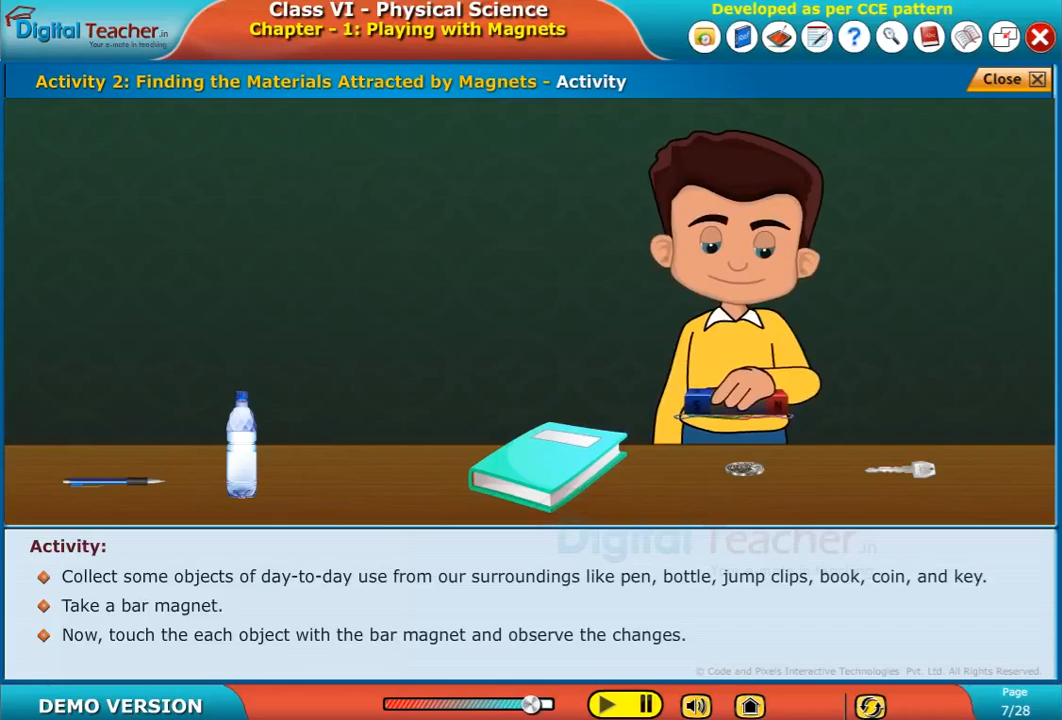 Class VI - Physical Science
Developed as per CCE pattern
Digital Teacher.in
Your e-mate in teaching
Chapter - 1: Playing with Magnets
Activity 2: Finding the Materials Attracted by Magnets - Activity
Close
S N
Digital Teacher.in
Activity:
Collect some objects of day-to-day use from our surroundings like pen, bottle, jump clips, book, coin, and key.
Take a bar magnet.
Now, touch the each object with the bar magnet and observe the changes.
© Code and Pixels Interactive Technologies Pvt. Ltd. All Rights Reserved.
DEMO VERSION
Page
7/28